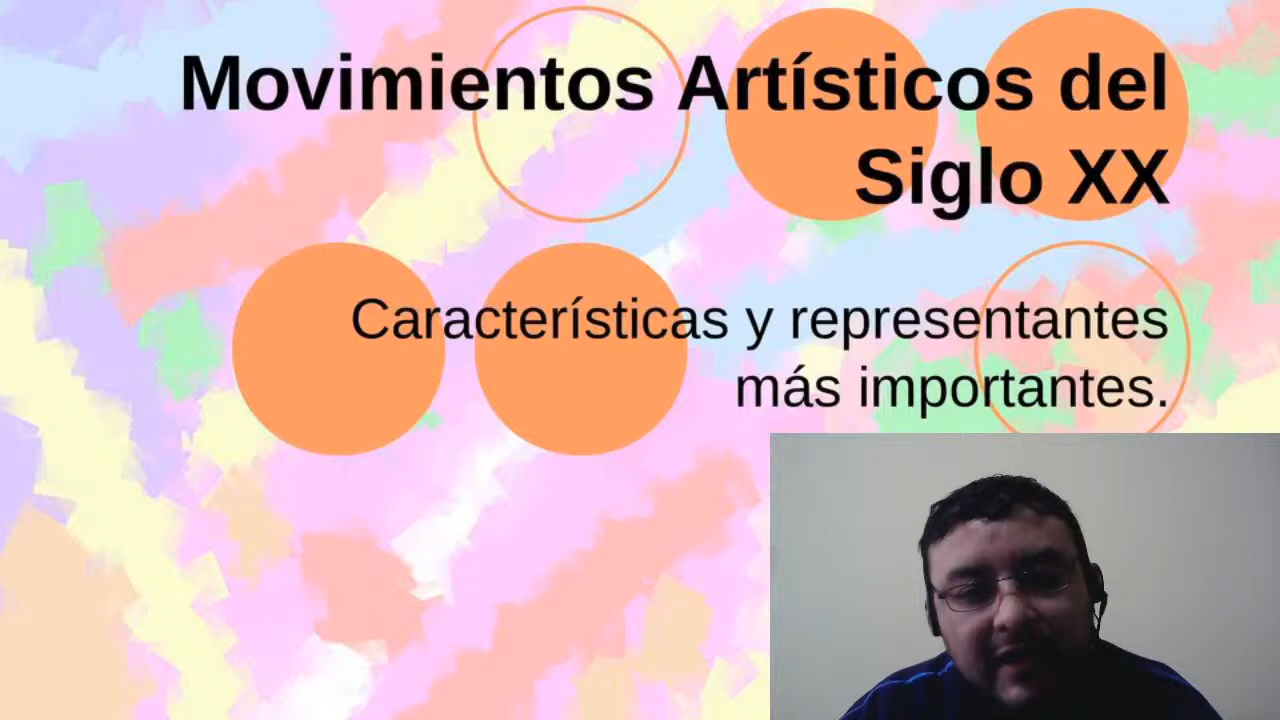 Movimientos Artísticos del
Siglo XX
Características y representantes
más importantes.